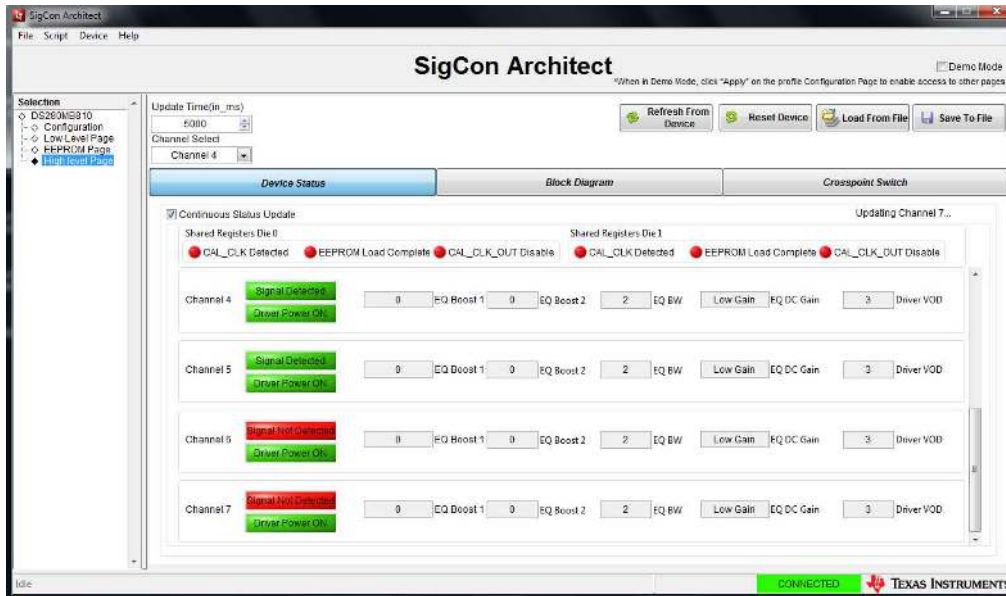 SigCon Architect
File Script Device Help
SigCon Architect
Demo Mode
*When in Demo Mode, click "Apply" on the profile Configuration Page to enable access to other pages
Selection
DS280MB810
Configuration
Low Level Page
EEPROM Page
High level Page
Update Time(in_ms)
5000
Channel Select
Channel 4
Refresh From Device
Reset Device
Load From File
Save To File
Device Status
Block Diagram
Crosspoint Switch
Continuous Status Update
Updating Channel 7...
Shared Registers Die 0
CAL_CLK Detected EEPROM Load Complete CAL_CLK_OUT Disable
Shared Registers Die 1
CAL_CLK Detected EEPROM Load Complete CAL_CLK_OUT Disable
Channel 4
Signal Detected
Driver Power ON
0 EQ Boost 1 0 EQ Boost 2 2 EQ BW Low Gain EQ DC Gain 3 Driver VOD
Channel 5
Signal Detected
Driver Power ON
0 EQ Boost 1 0 EQ Boost 2 2 EQ BW Low Gain EQ DC Gain 3 Driver VOD
Channel 6
Signal Not Detected
Driver Power ON
0 EQ Boost 1 0 EQ Boost 2 2 EQ BW Low Gain EQ DC Gain 3 Driver VOD
Channel 7
Signal Not Detected
Driver Power ON
0 EQ Boost 1 0 EQ Boost 2 2 EQ BW Low Gain EQ DC Gain 3 Driver VOD
Idle
CONNECTED
TEXAS INSTRUMENTS